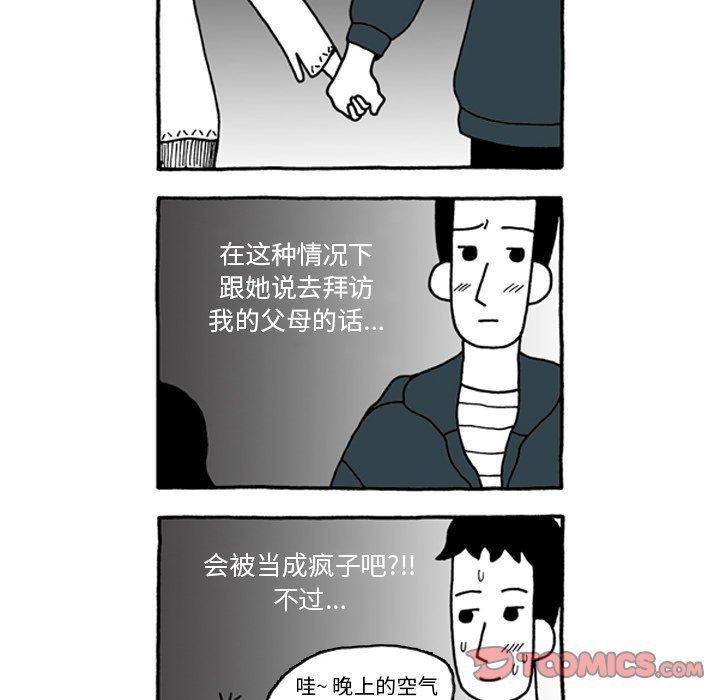 在这种情况下
跟她说去拜访
我的父母的话...
会被当成疯子吧?!!
不过...
哇~ 晚上的空气
TOOMICS.COM